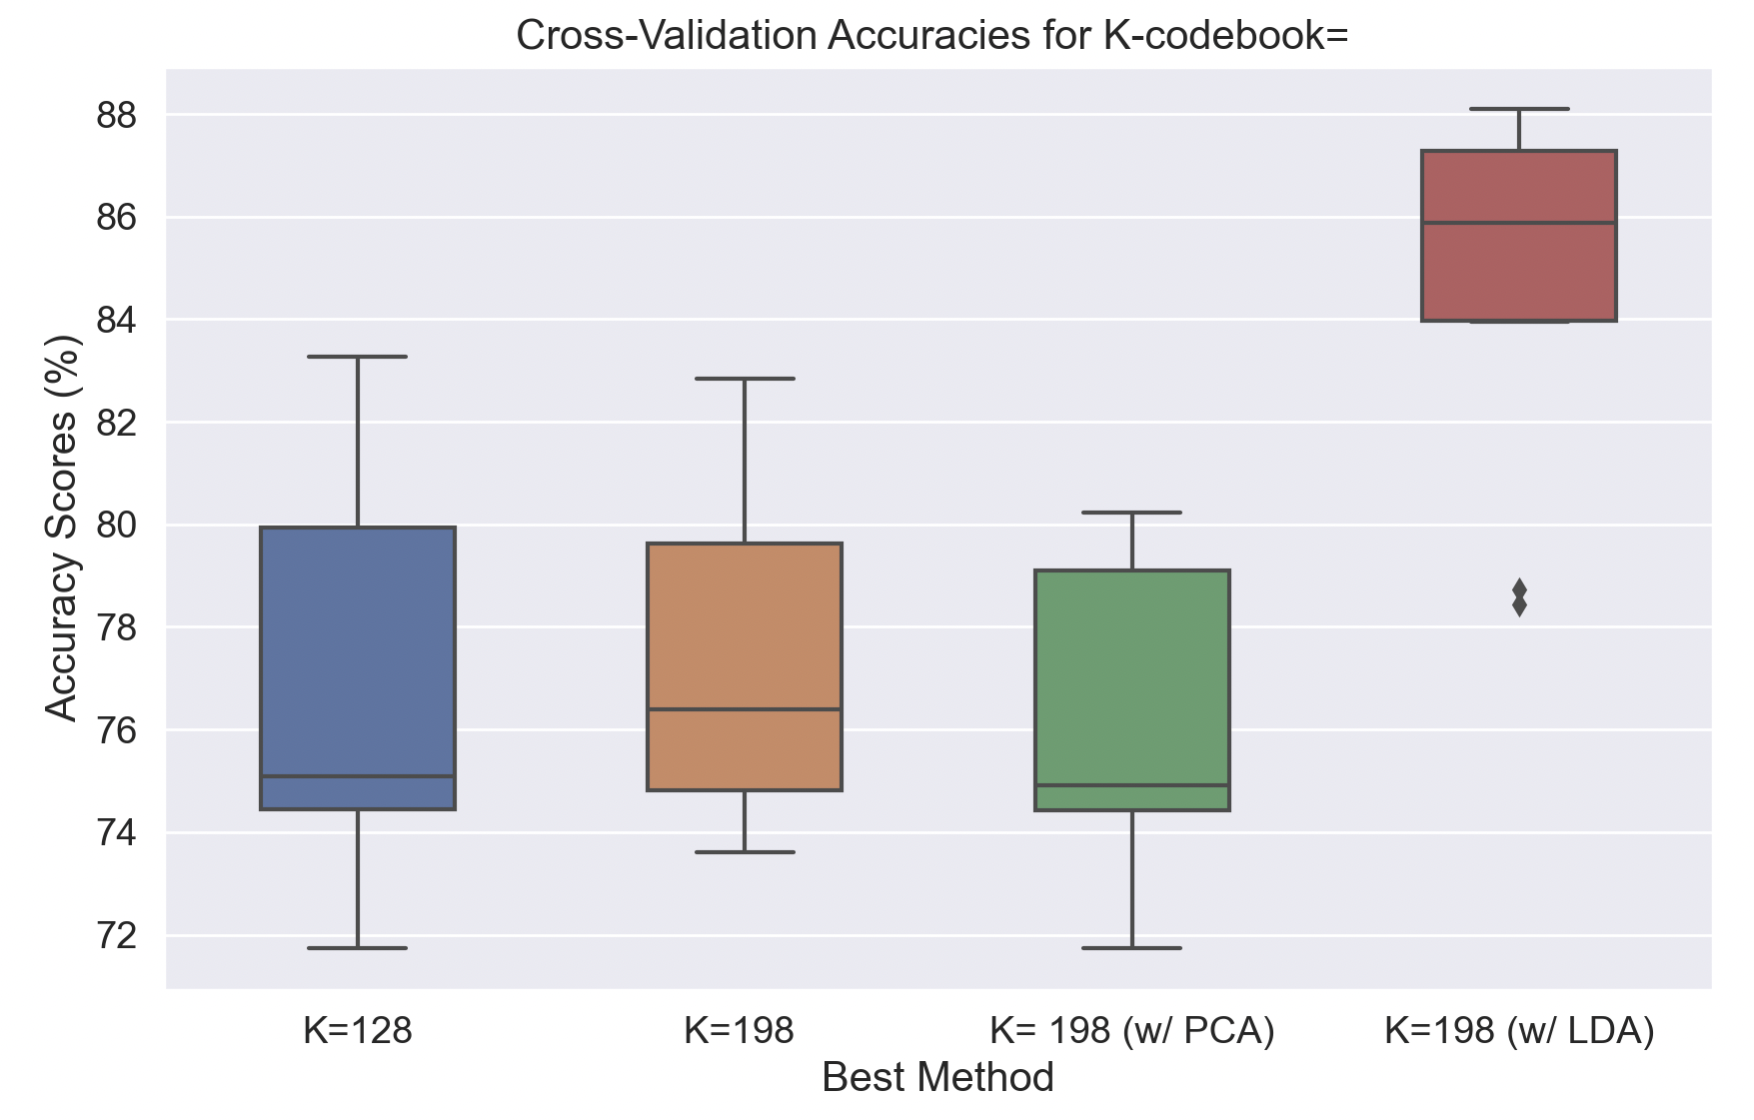 Cross-Validation Accuracies for K-codebook=
88
86
84
82
80
78
76
74
72
Accuracy Scores (%)
K=128
K=198
K= 198 (w/ PCA)
K=198 (w/ LDA)
Best Method